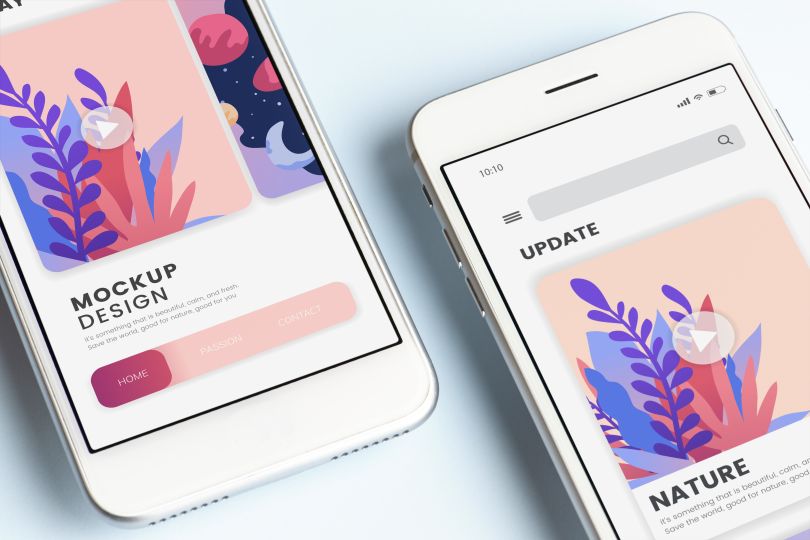 AY
MOCKUP
DESIGN
it's something that is beautiful, calm, and fresh.
Save the world, good for nature, good for you
HOME
PASSION
CONTACT
10:10
UPDATE
NATURE
it's something that is beautiful, calm, an
Save the world, good for nature, good